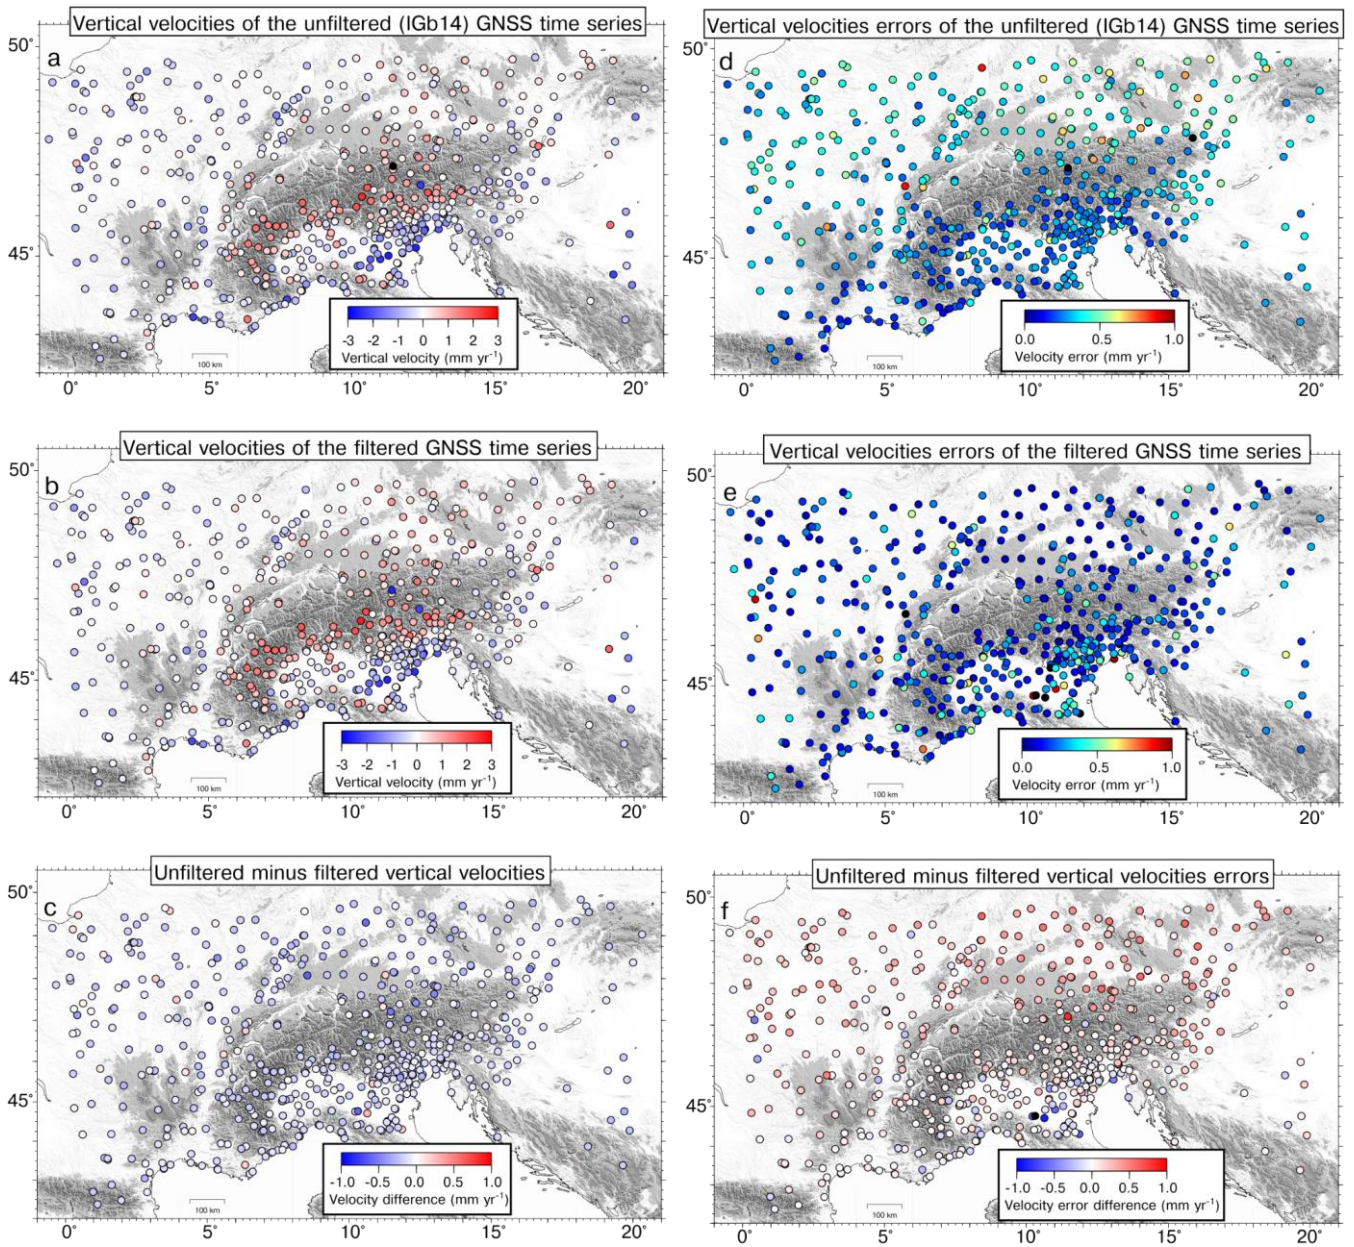 Vertical velocities of the unfiltered (IGb14) GNSS time series
a
50°
45°
-3 -2 -1 0 1 2 3
Vertical velocity (mm yr⁻¹)
100 km
0° 5° 10° 15° 20°
Vertical velocities errors of the unfiltered (IGb14) GNSS time series
d
50°
45°
0.0 0.5 1.0
Velocity error (mm yr⁻¹)
100 km
0° 5° 10° 15° 20°
Vertical velocities of the filtered GNSS time series
b
50°
45°
-3 -2 -1 0 1 2 3
Vertical velocity (mm yr⁻¹)
100 km
0° 5° 10° 15° 20°
Vertical velocities errors of the filtered GNSS time series
e
50°
45°
0.0 0.5 1.0
Velocity error (mm yr⁻¹)
100 km
0° 5° 10° 15° 20°
Unfiltered minus filtered vertical velocities
c
50°
45°
-1.0 -0.5 0.0 0.5 1.0
Velocity difference (mm yr⁻¹)
100 km
0° 5° 10° 15° 20°
Unfiltered minus filtered vertical velocities errors
f
50°
45°
-1.0 -0.5 0.0 0.5 1.0
Velocity error difference (mm yr⁻¹)
100 km
0° 5° 10° 15° 20°